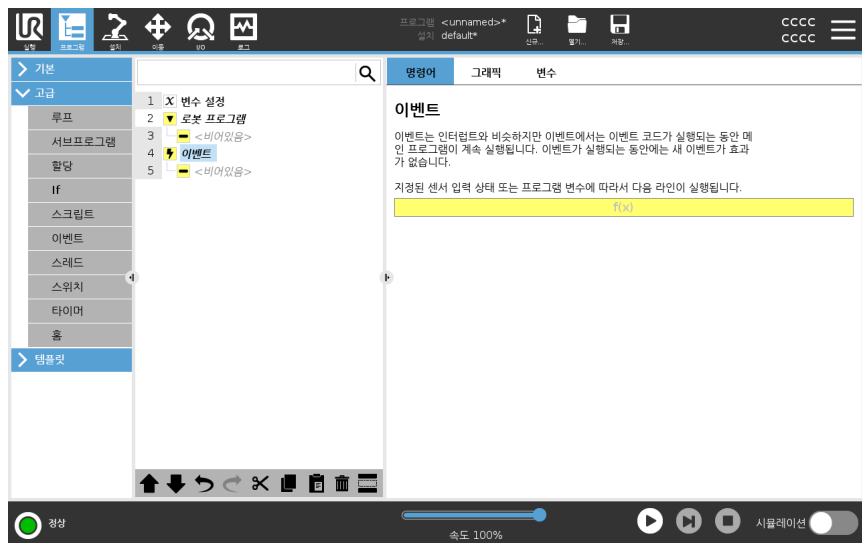 UR
실행
프로그램
설치
이동
I/O
로그
프로그램 <unnamed>*
설치 default*
신규...
열기...
저장...
CCCC
CCCC
기본
고급
루프
서브프로그램
할당
If
스크립트
이벤트
스레드
스위치
타이머
홈
템플릿
1 X 변수 설정
2 로봇 프로그램
3 <비어있음>
4 이벤트
5 <비어있음>
명령어 그래픽 변수
이벤트
이벤트는 인터럽트와 비슷하지만 이벤트에서는 이벤트 코드가 실행되는 동안 메
인 프로그램이 계속 실행됩니다. 이벤트가 실행되는 동안에는 새 이벤트가 효과
가 없습니다.
지정된 센서 입력 상태 또는 프로그램 변수에 따라서 다음 라인이 실행됩니다.
f(x)
정상
속도 100%
시뮬레이션